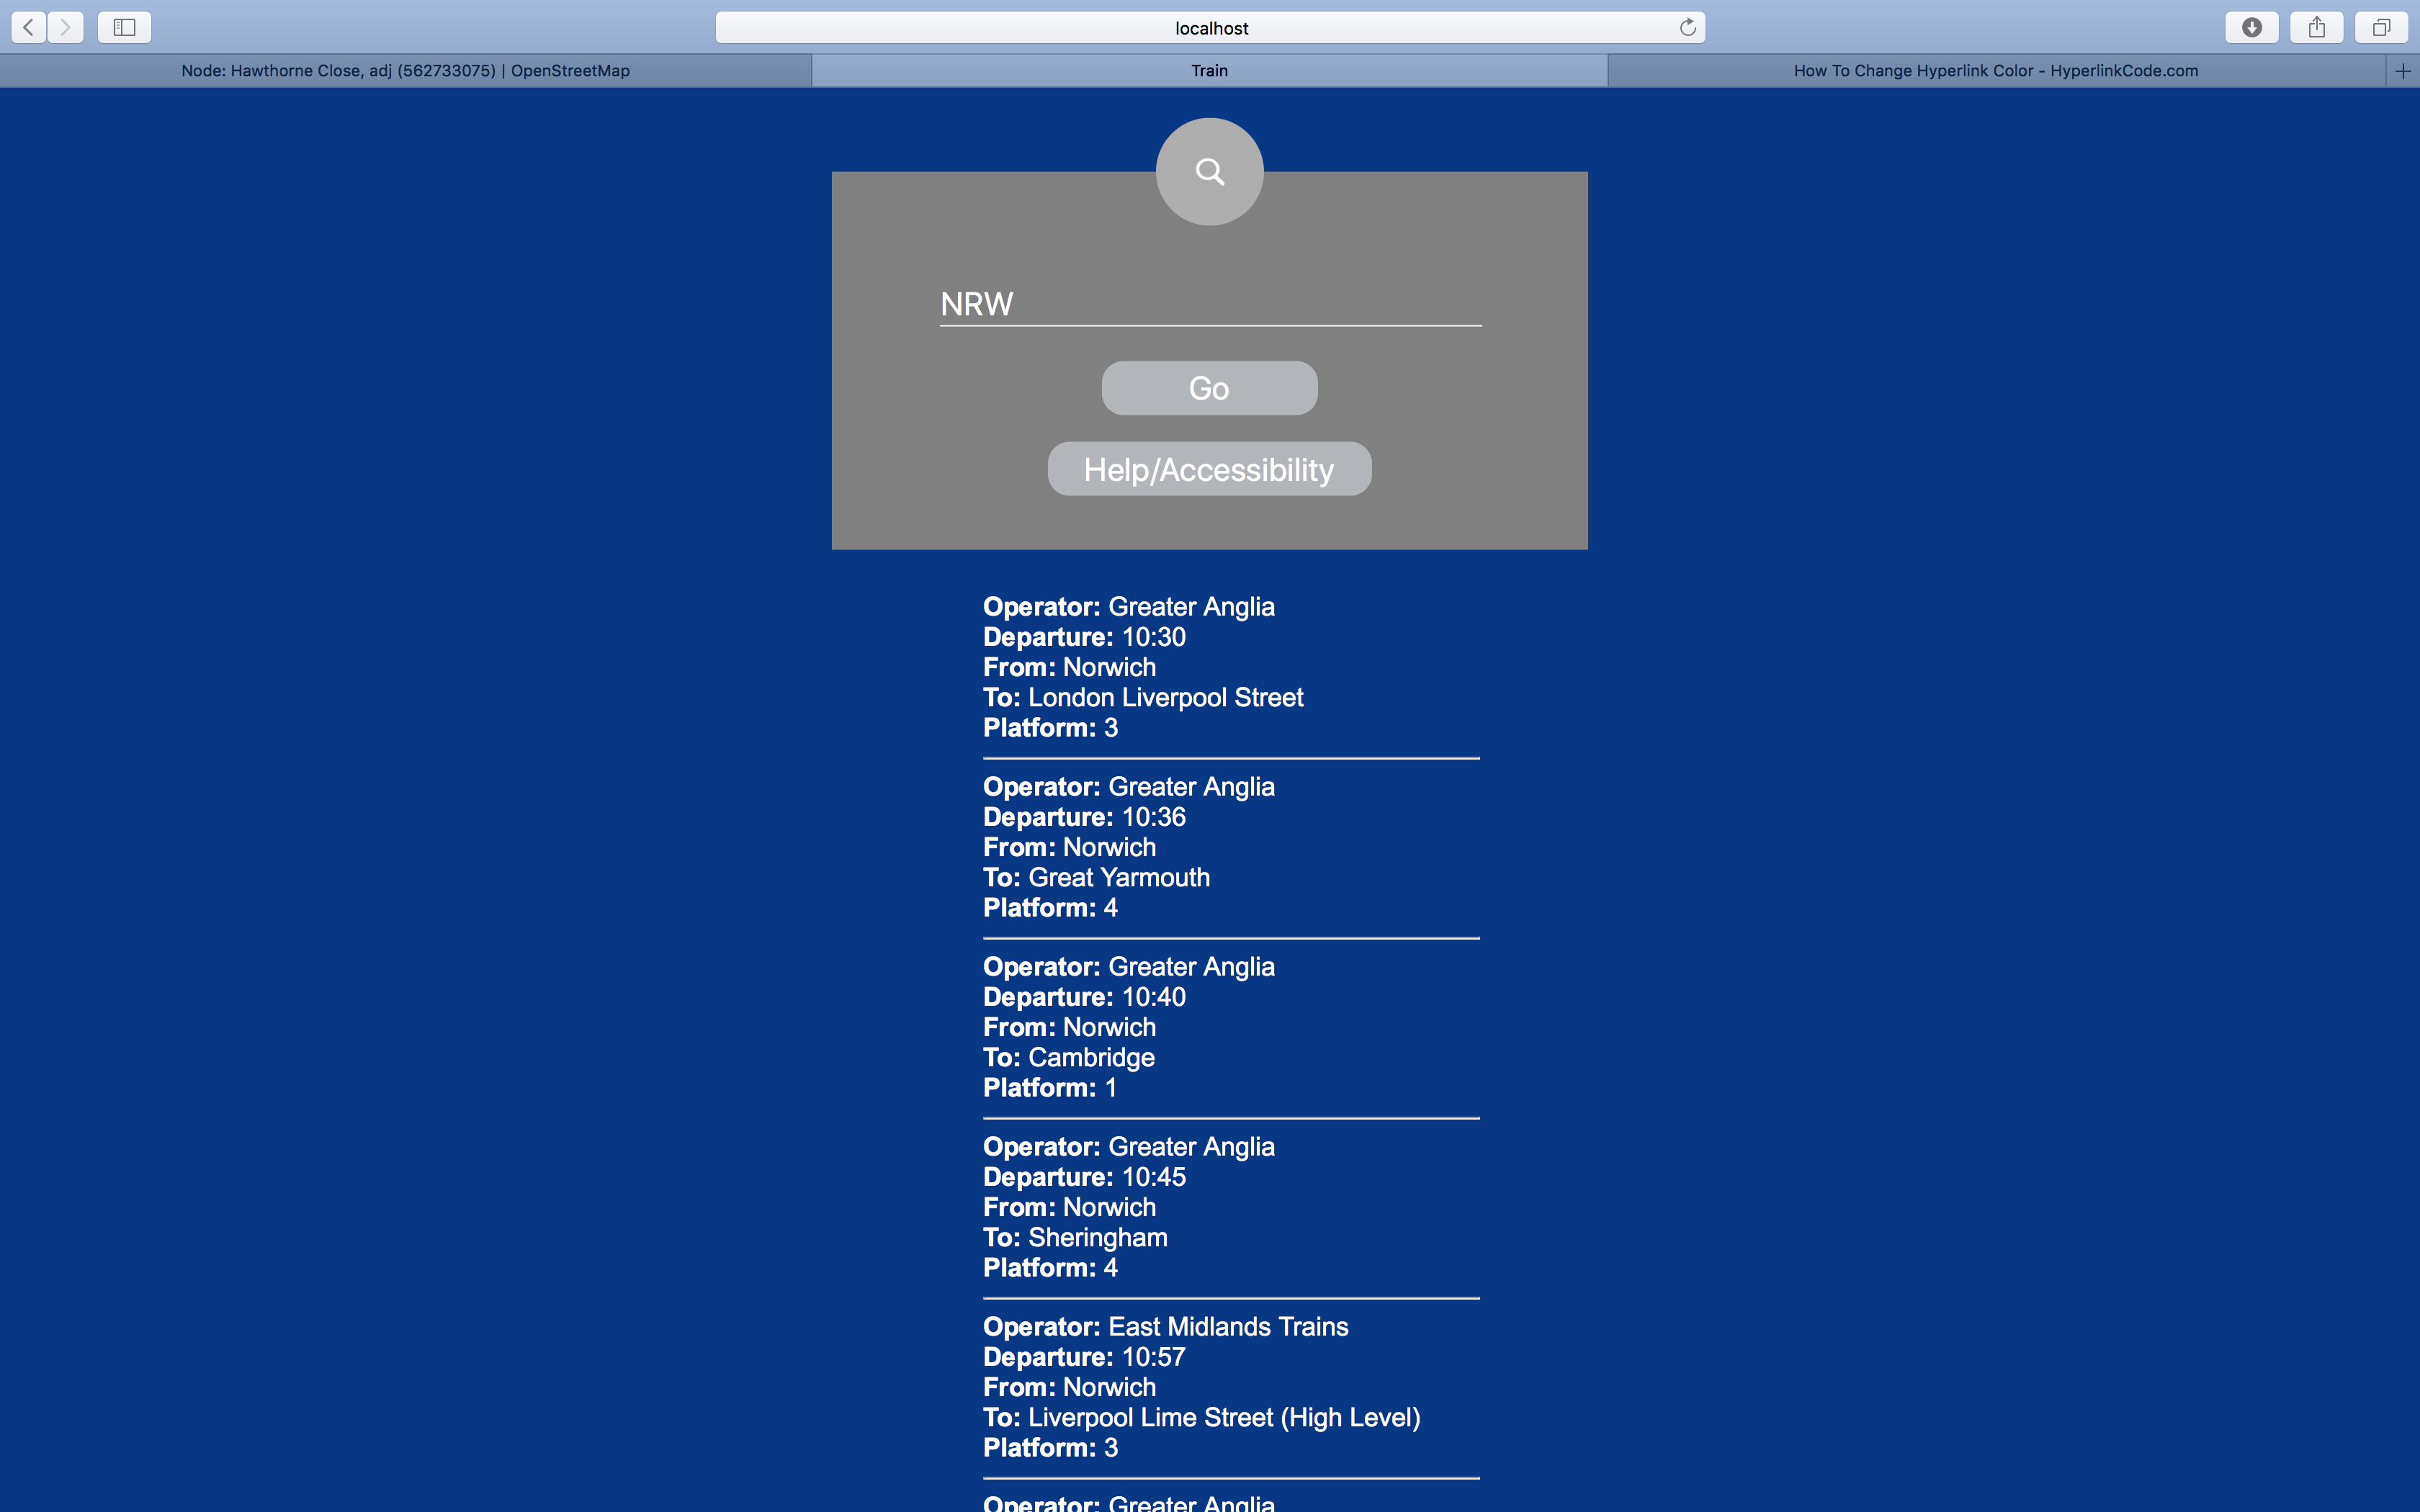 localhost
Node: Hawthorne Close, adj (562733075) | OpenStreetMap
Train
How To Change Hyperlink Color - HyperlinkCode.com
NRW
Go
Help/Accessibility
Operator: Greater Anglia
Departure: 10:30
From: Norwich
To: London Liverpool Street
Platform: 3
Operator: Greater Anglia
Departure: 10:36
From: Norwich
To: Great Yarmouth
Platform: 4
Operator: Greater Anglia
Departure: 10:40
From: Norwich
To: Cambridge
Platform: 1
Operator: Greater Anglia
Departure: 10:45
From: Norwich
To: Sheringham
Platform: 4
Operator: East Midlands Trains
Departure: 10:57
From: Norwich
To: Liverpool Lime Street (High Level)
Platform: 3
Operator: Greater Anglia